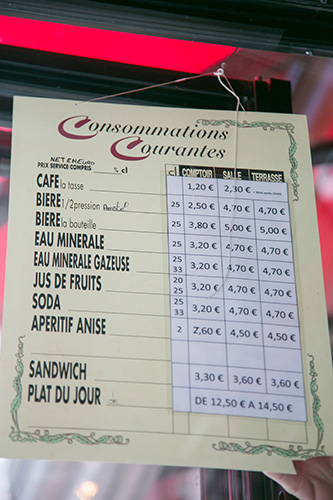 Consommations
Courantes
NET EN EURO
PRIX SERVICE COMPRIS cl cl COMPTOIR SALLE TERRASSE
CAFE la tasse 1,20 € 2,30 €
BIERE 1/2 pression 25 2,50 € 4,70 € 4,70 €
BIERE la bouteille 25 3,80 € 5,00 € 5,00 €
EAU MINERALE 25 3,20 € 4,70 € 4,70 €
EAU MINERALE GAZEUSE 25 33 3,20 € 4,70 € 4,70 €
JUS DE FRUITS 20 25 3,20 € 4,70 € 4,70 €
SODA 25 33 3,20 € 4,70 € 4,70 €
APERITIF ANISE 2 2,60 € 4,50 € 4,50 €
SANDWICH 3,30 € 3,60 € 3,60 €
PLAT DU JOUR DE 12,50 € A 14,50 €